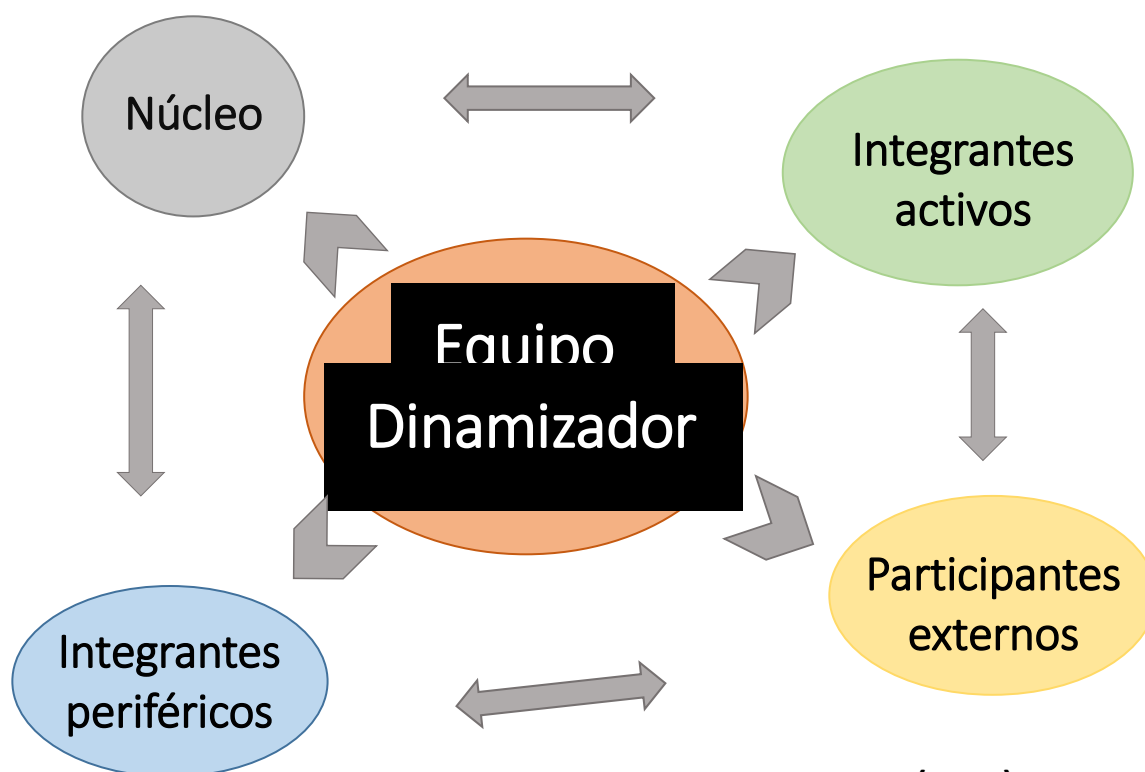 Núcleo
Integrantes
activos
Equipo
Dinamizador
Participantes
externos
Integrantes
periféricos